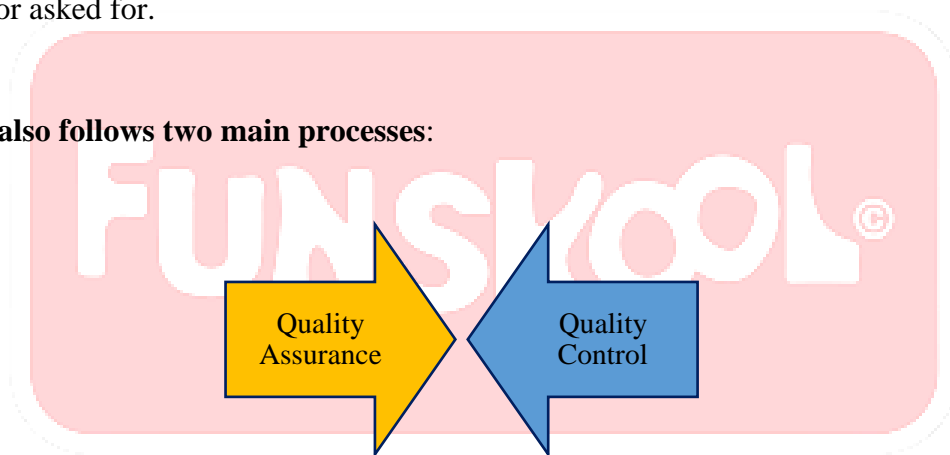 or asked for.
also follows two main processes:
FUNSKOOL©
Quality
Assurance
Quality
Control